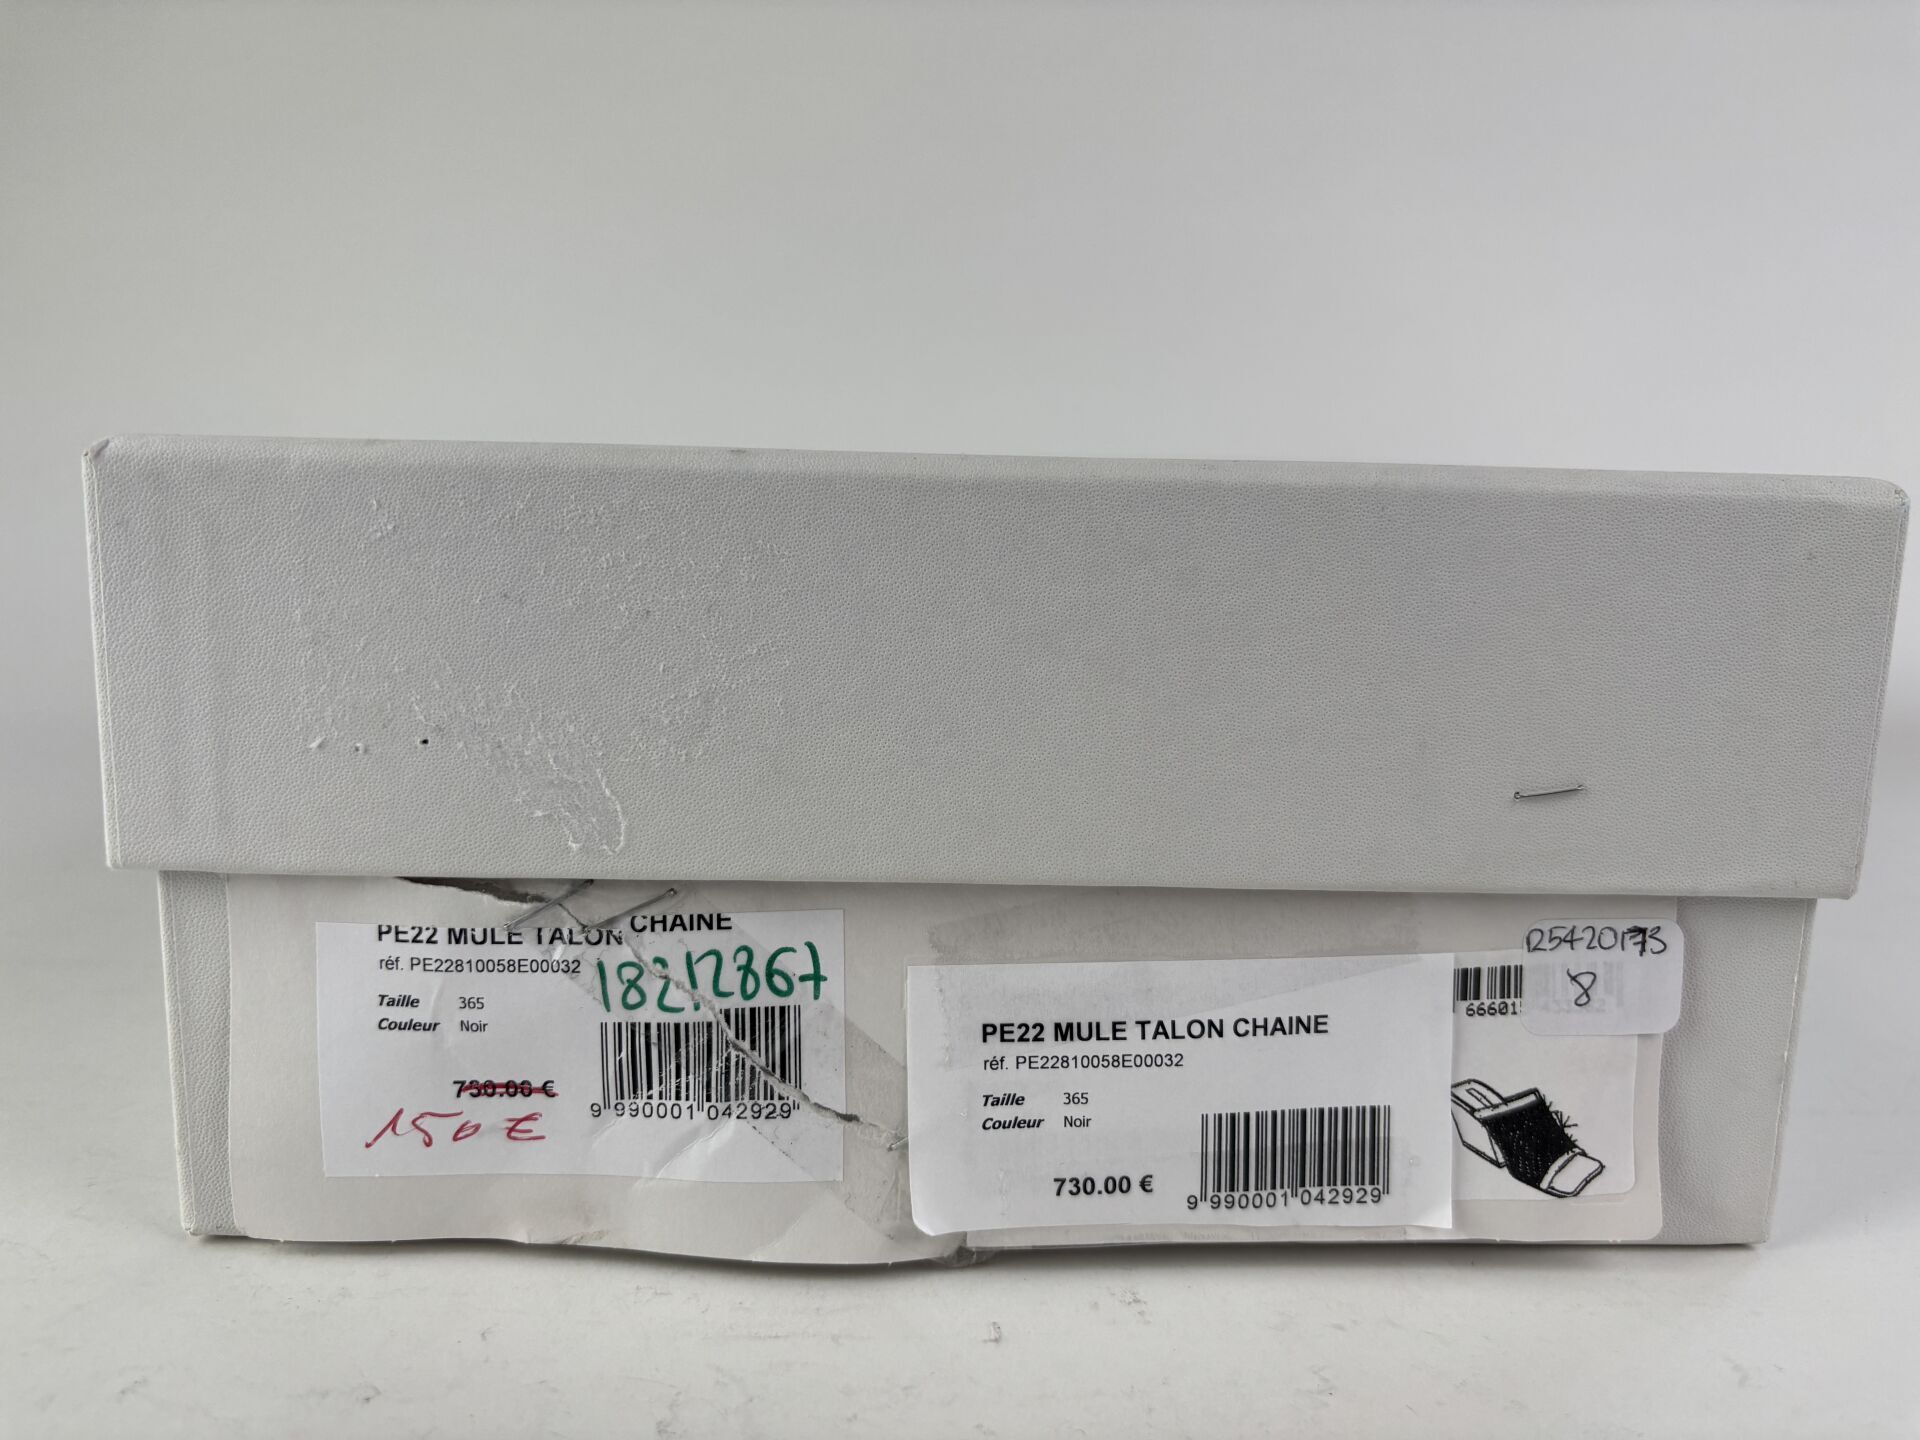 PE22 MULE TALON CHAINE
réf. PE22810058E00032
18212867
Taille 365
Couleur Noir
730.00 €
150 €
9 990001 042929
PE22 MULE TALON CHAINE
réf. PE22810058E00032
Taille 365
Couleur Noir
730.00 €
9 990001 042929
125420173
8
66601